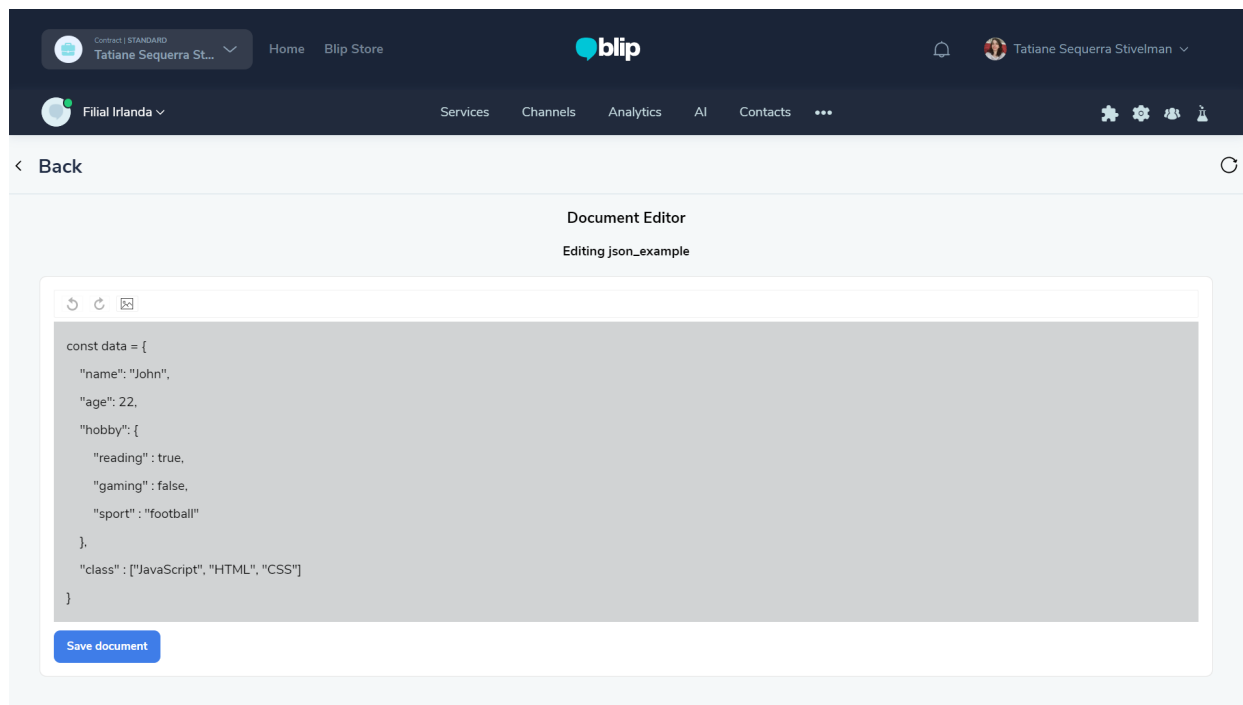 Contract | STANDARD
Tatiane Sequerra St...
Home
Blip Store
blip
Tatiane Sequerra Stivelman
Filial Irlanda
Services
Channels
Analytics
AI
Contacts
Back
Document Editor
Editing json_example
const data = {
"name": "John",
"age": 22,
"hobby": {
"reading" : true,
"gaming" : false,
"sport" : "football"
},
"class" : ["JavaScript", "HTML", "CSS"]
}
Save document